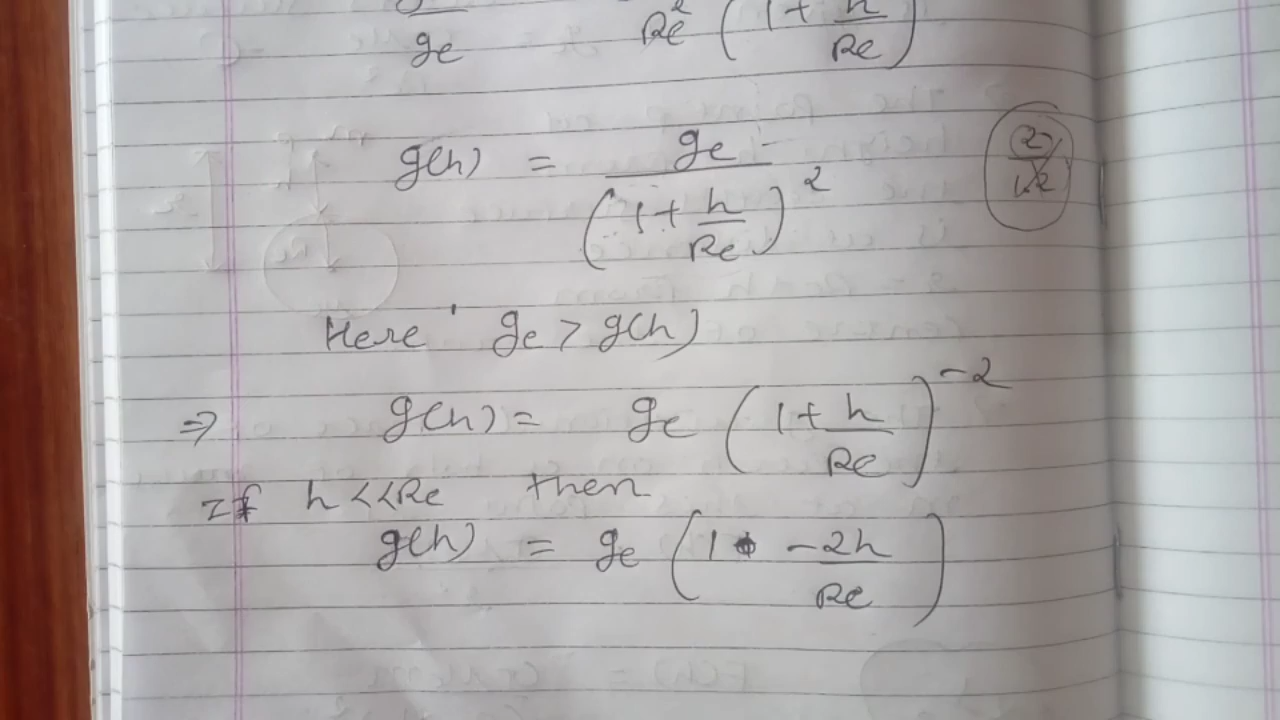 ge Re² (1 + h/Re)
g(h) = ge / (1 + h/Re)²
Here ge > g(h)
⇒ g(h) = ge (1 + h/Re)⁻²
If h << Re then
g(h) = ge (1 - 2h/Re)